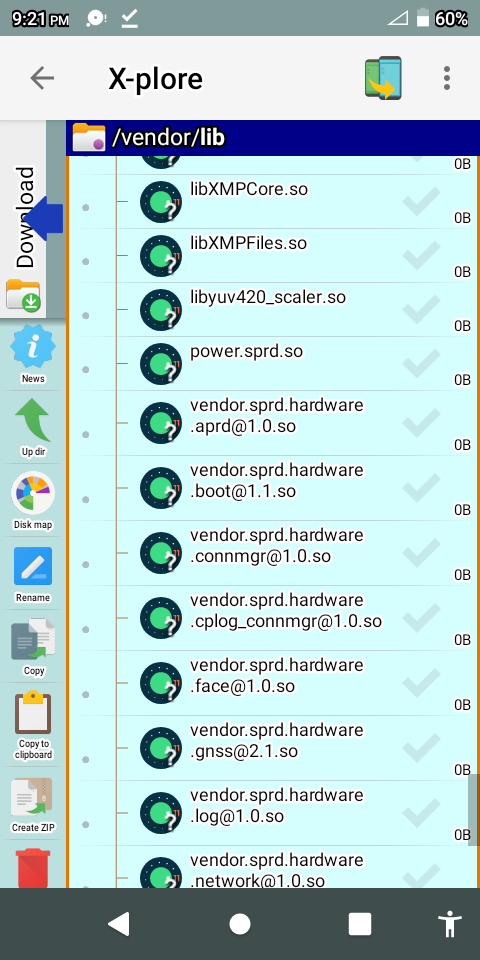 9:21 PM
60%
X-plore
/vendor/lib
Download
0B
libXMPCore.so
0B
libXMPFiles.so
0B
libyuv420_scaler.so
0B
power.sprd.so
0B
vendor.sprd.hardware
.aprd@1.0.so
0B
vendor.sprd.hardware
.boot@1.1.so
0B
vendor.sprd.hardware
.connmgr@1.0.so
0B
vendor.sprd.hardware
.cplog_connmgr@1.0.so
0B
vendor.sprd.hardware
.face@1.0.so
0B
vendor.sprd.hardware
.gnss@2.1.so
0B
vendor.sprd.hardware
.log@1.0.so
0B
vendor.sprd.hardware
.network@1.0.so
News
Up dir
Disk map
Rename
Copy
Copy to
clipboard
Create ZIP